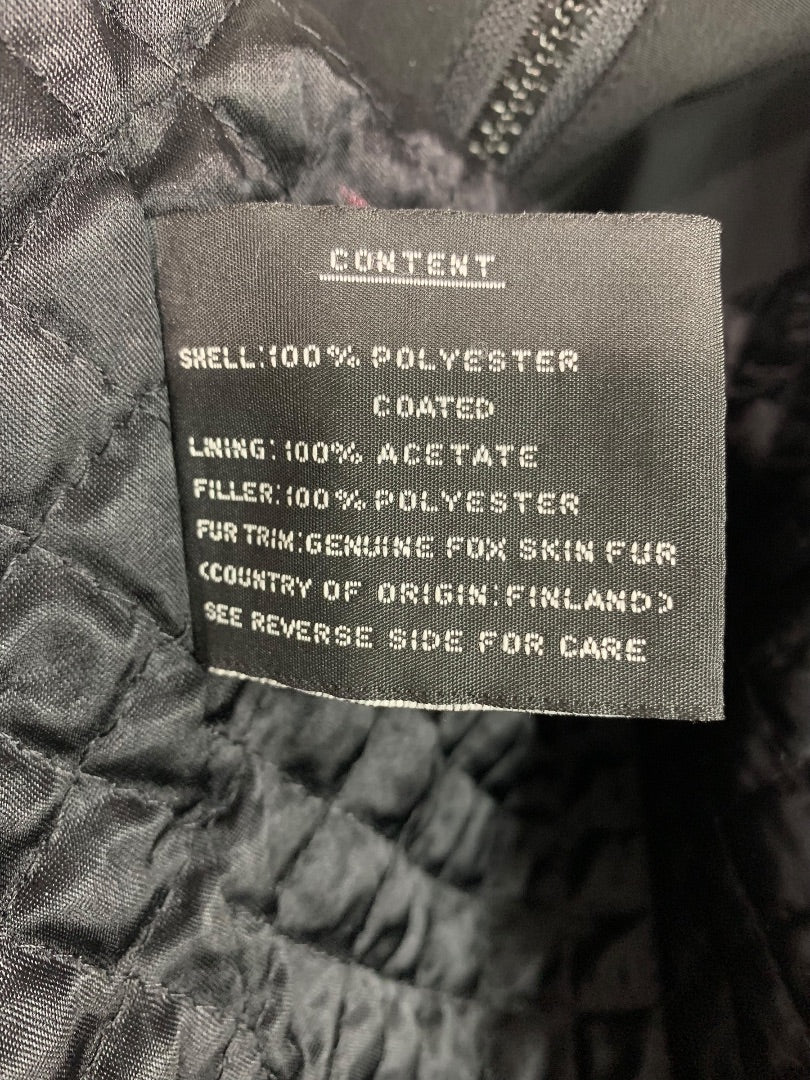 CONTENT
SHELL:100% POLYESTER
COATED
LINING:100% ACETATE
FILLER:100% POLYESTER
FUR TRIM:GENUINE FOX SKIN FUR
(COUNTRY OF ORIGIN:FINLAND)
SEE REVERSE SIDE FOR CARE